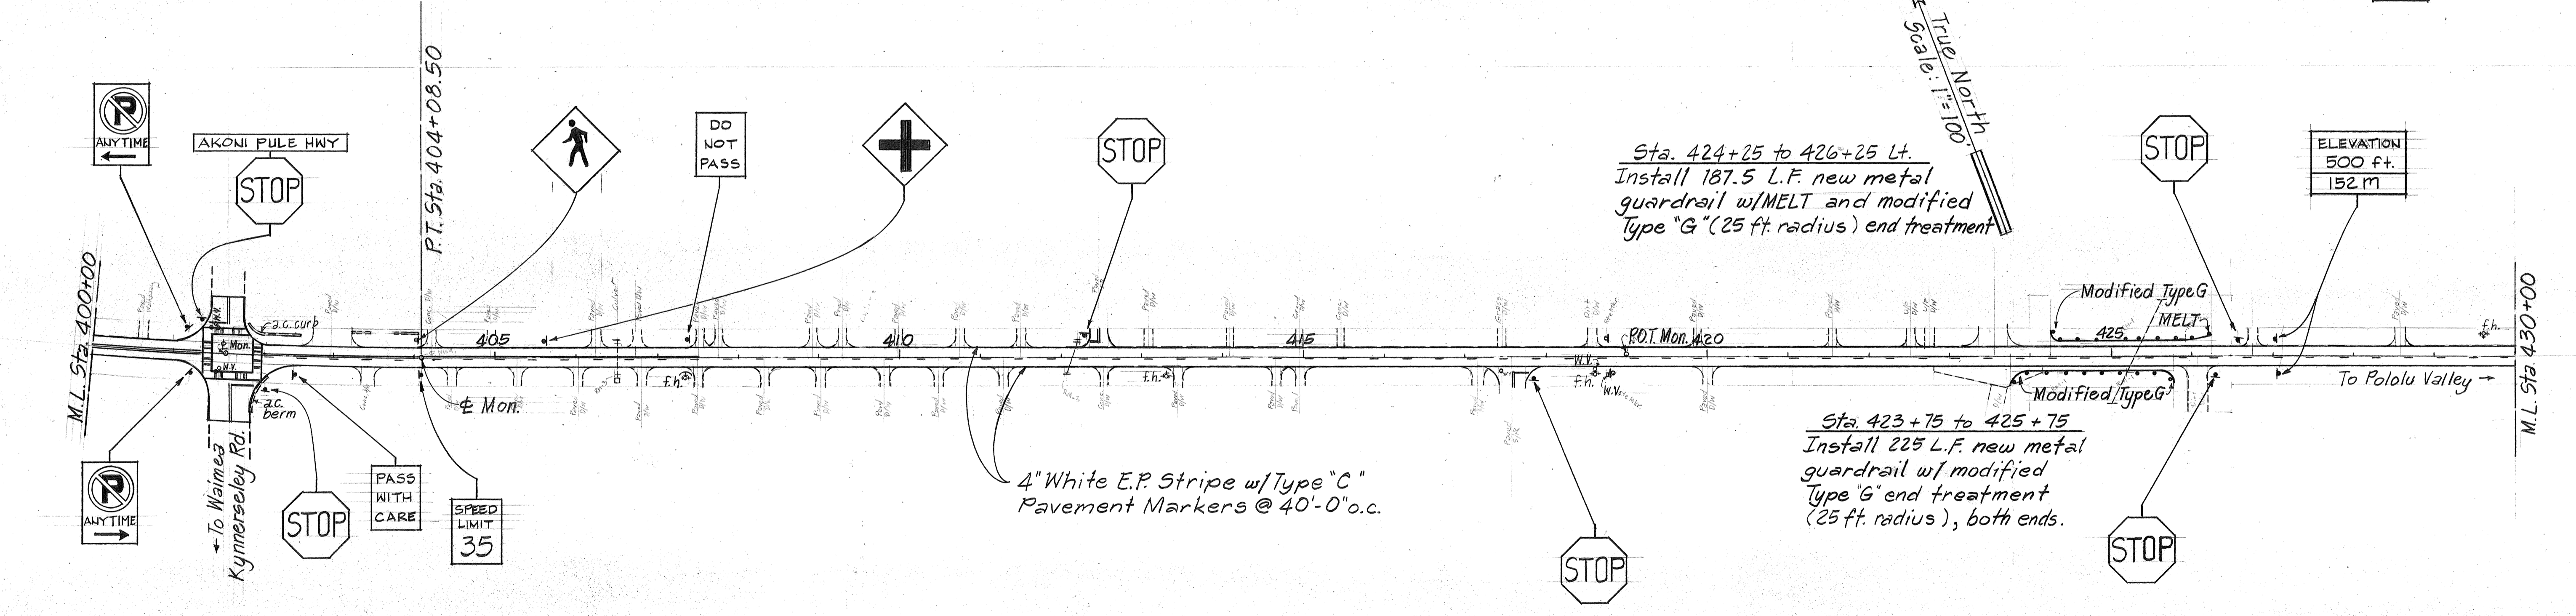 P
ANYTIME
AKONI PULE HWY
STOP
P.T. Sta. 404+08.50
DO
NOT
PASS
STOP
True North
Scale: 1"=100'
Sta. 424+25 to 426+25 Lt.
Install 187.5 L.F. new metal
guardrail w/MELT and modified
Type "G" (25 ft. radius) end treatment
STOP
ELEVATION
500 ft.
152 m
M.L. Sta. 400+00
a.c. curb
℄ Mon.
W.V.
405
410
415
P.O.T. Mon.
420
W.V.
Modified Type G
MELT
425
f.h.
M.L. Sta. 430+00
f.h.
f.h.
f.h.
W.V.
To Pololu Valley →
Modified Type G
a.c.
berm
℄ Mon.
P
ANYTIME
← To Waimea
Kynnerseley Rd.
STOP
PASS
WITH
CARE
SPEED
LIMIT
35
4" White E.P. Stripe w/ Type "C"
Pavement Markers @ 40'-0" o.c.
STOP
Sta. 423+75 to 425+75
Install 225 L.F. new metal
guardrail w/ modified
Type "G" end treatment
(25 ft. radius), both ends.
STOP